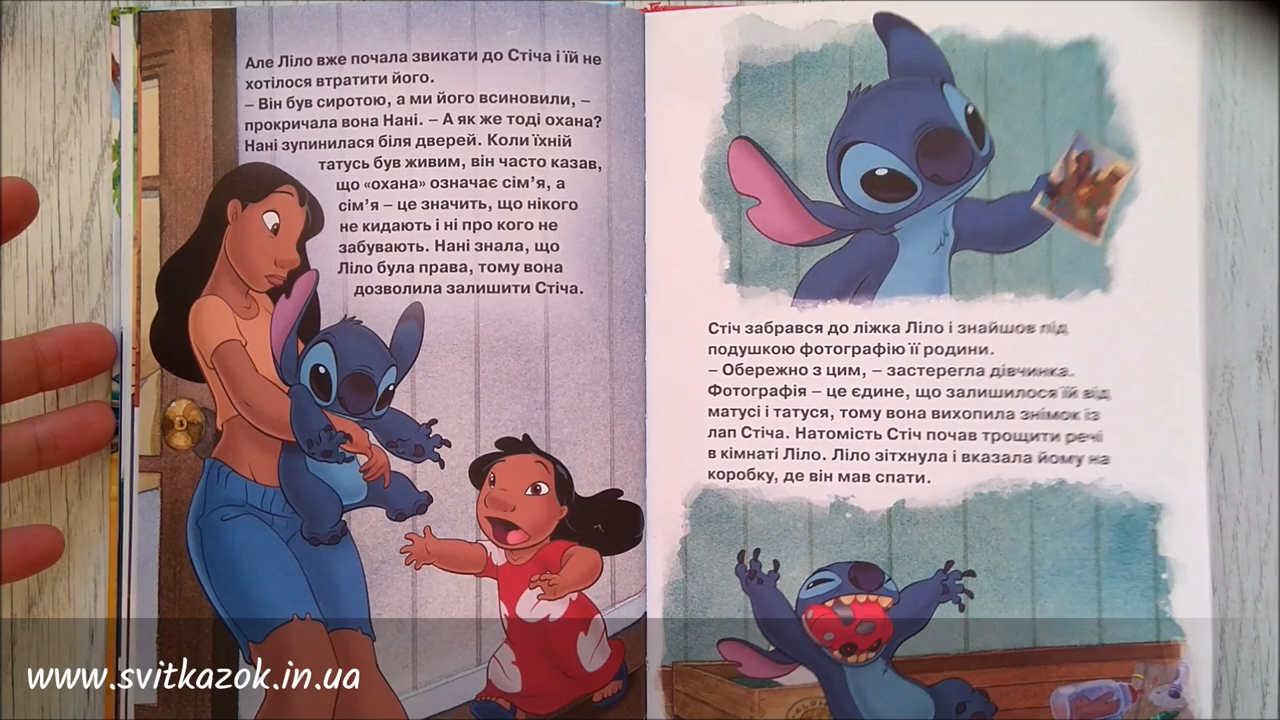 Але Ліло вже почала звикати до Стіча і їй не
хотілося втратити його.
– Він був сиротою, а ми його всиновили, –
прокричала вона Нані. – А як же тоді охана?
Нані зупинилася біля дверей. Коли їхній
татусь був живим, він часто казав,
що «охана» означає сім’я, а
сім’я – це значить, що нікого
не кидають і ні про кого не
забувають. Нані знала, що
Ліло була права, тому вона
дозволила залишити Стіча.
Стіч забрався до ліжка Ліло і знайшов під
подушкою фотографію її родини.
– Обережно з цим, – застерегла дівчинка.
Фотографія – це єдине, що залишилося їй від
матусі і татуся, тому вона вихопила знімок із
лап Стіча. Натомість Стіч почав трощити речі
в кімнаті Ліло. Ліло зітхнула і вказала йому на
коробку, де він мав спати.
www.svitkazok.in.ua